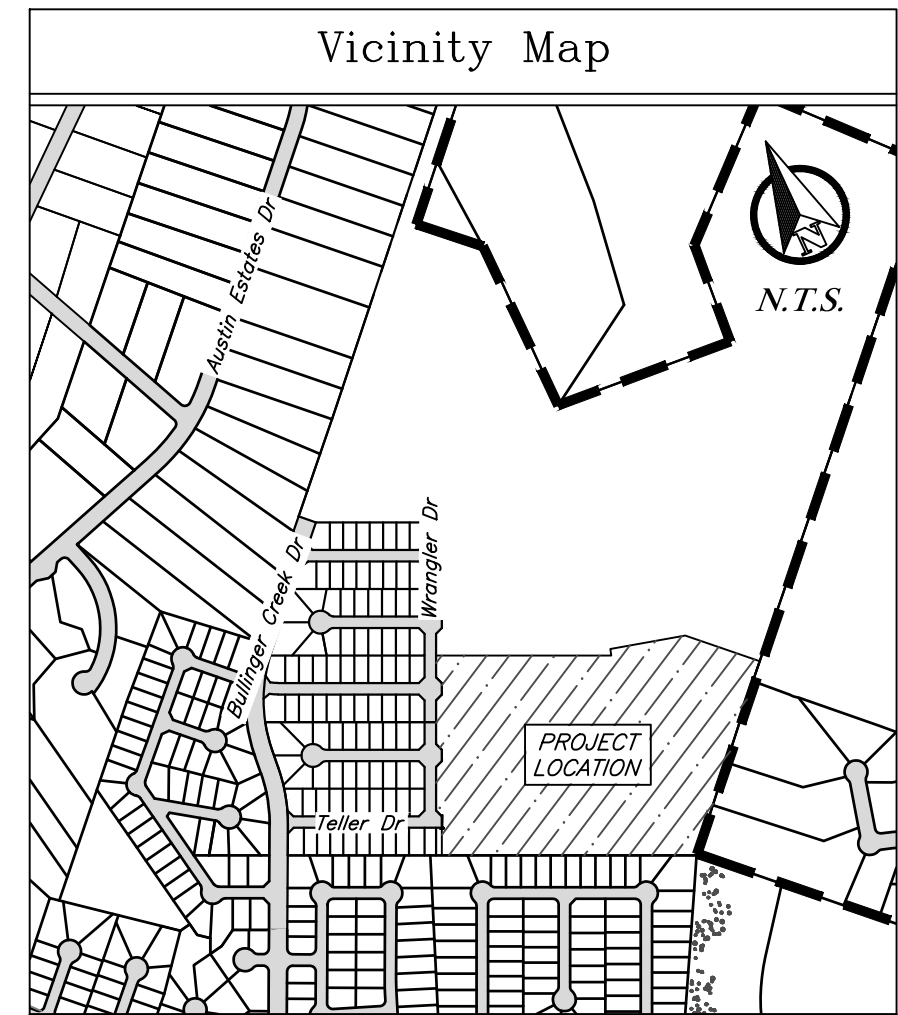 Vicinity Map
Austin Estates Dr
N
N.T.S.
Wrangler Dr
Bullinger Creek Dr
PROJECT
LOCATION
Teller Dr